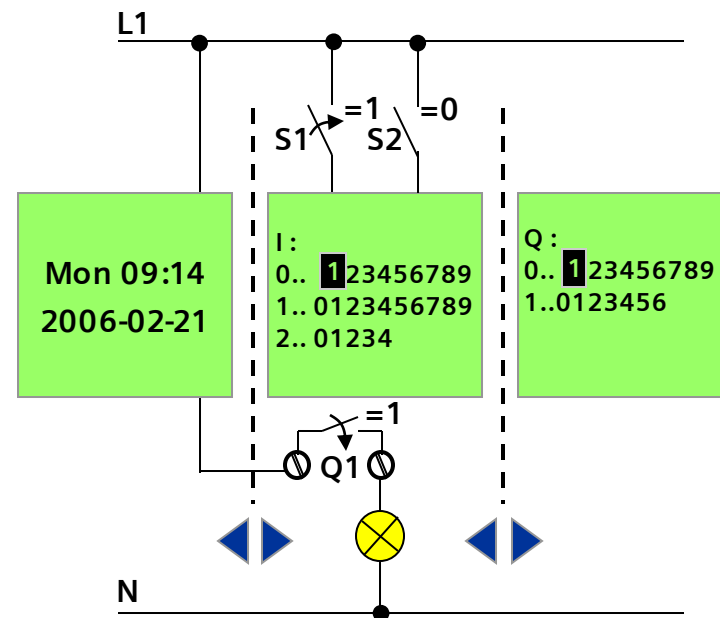 L1
=1
=0
S1
S2
Mon 09:14
2006-02-21
I :
0.. 123456789
1.. 0123456789
2.. 01234
Q :
0.. 123456789
1..0123456
=1
Q1
N